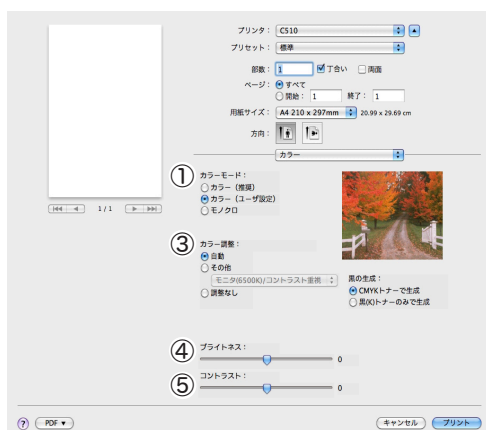 プリンタ： C510
プリセット： 標準
部数： 1 丁合い 両面
ページ： すべて
開始： 1 終了： 1
用紙サイズ： A4 210 x 297mm 20.99 x 29.69 cm
方向：
カラー
① カラーモード：
カラー（推奨）
カラー（ユーザ設定）
モノクロ
1 / 1
③ カラー調整：
自動
その他
モニタ(6500K)/コントラスト重視
調整なし
黒の生成：
CMYKトナーで生成
黒(K)トナーのみで生成
④ ブライトネス：
0
⑤ コントラスト：
0
? PDF キャンセル プリント